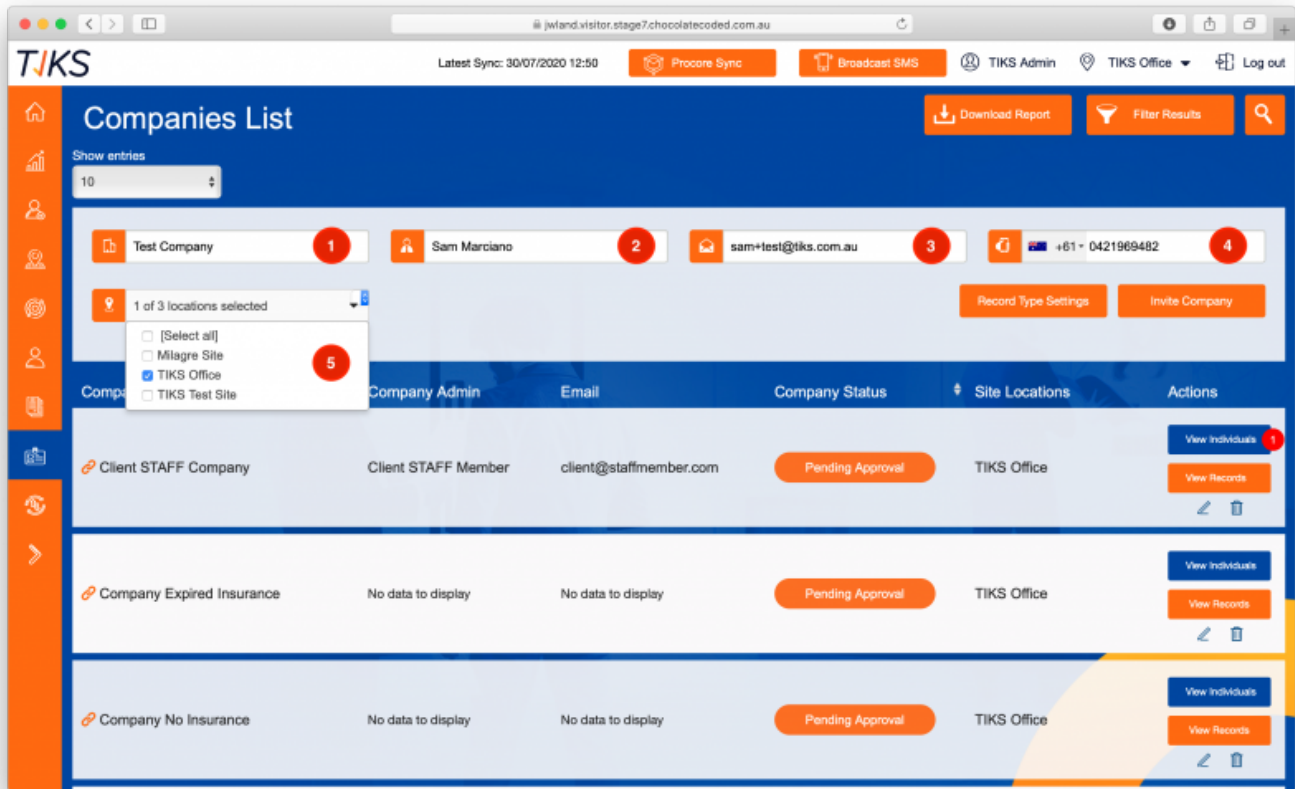 jwland.visitor.stage7.chocolatecoded.com.au
TIKS
Latest Sync: 30/07/2020 12:50
Procore Sync
Broadcast SMS
TIKS Admin
TIKS Office
Log out
Companies List
Download Report
Filter Results
Show entries
10
Test Company
1
Sam Marciano
2
sam+test@tiks.com.au
3
+61
0421969482
4
1 of 3 locations selected
Record Type Settings
Invite Company
[Select all]
Milagre Site
TIKS Office
TIKS Test Site
5
Compa
Company Admin
Email
Company Status
Site Locations
Actions
Client STAFF Company
Client STAFF Member
client@staffmember.com
Pending Approval
TIKS Office
View Individuals
1
View Records
Company Expired Insurance
No data to display
No data to display
Pending Approval
TIKS Office
View Individuals
View Records
Company No Insurance
No data to display
No data to display
Pending Approval
TIKS Office
View Individuals
View Records